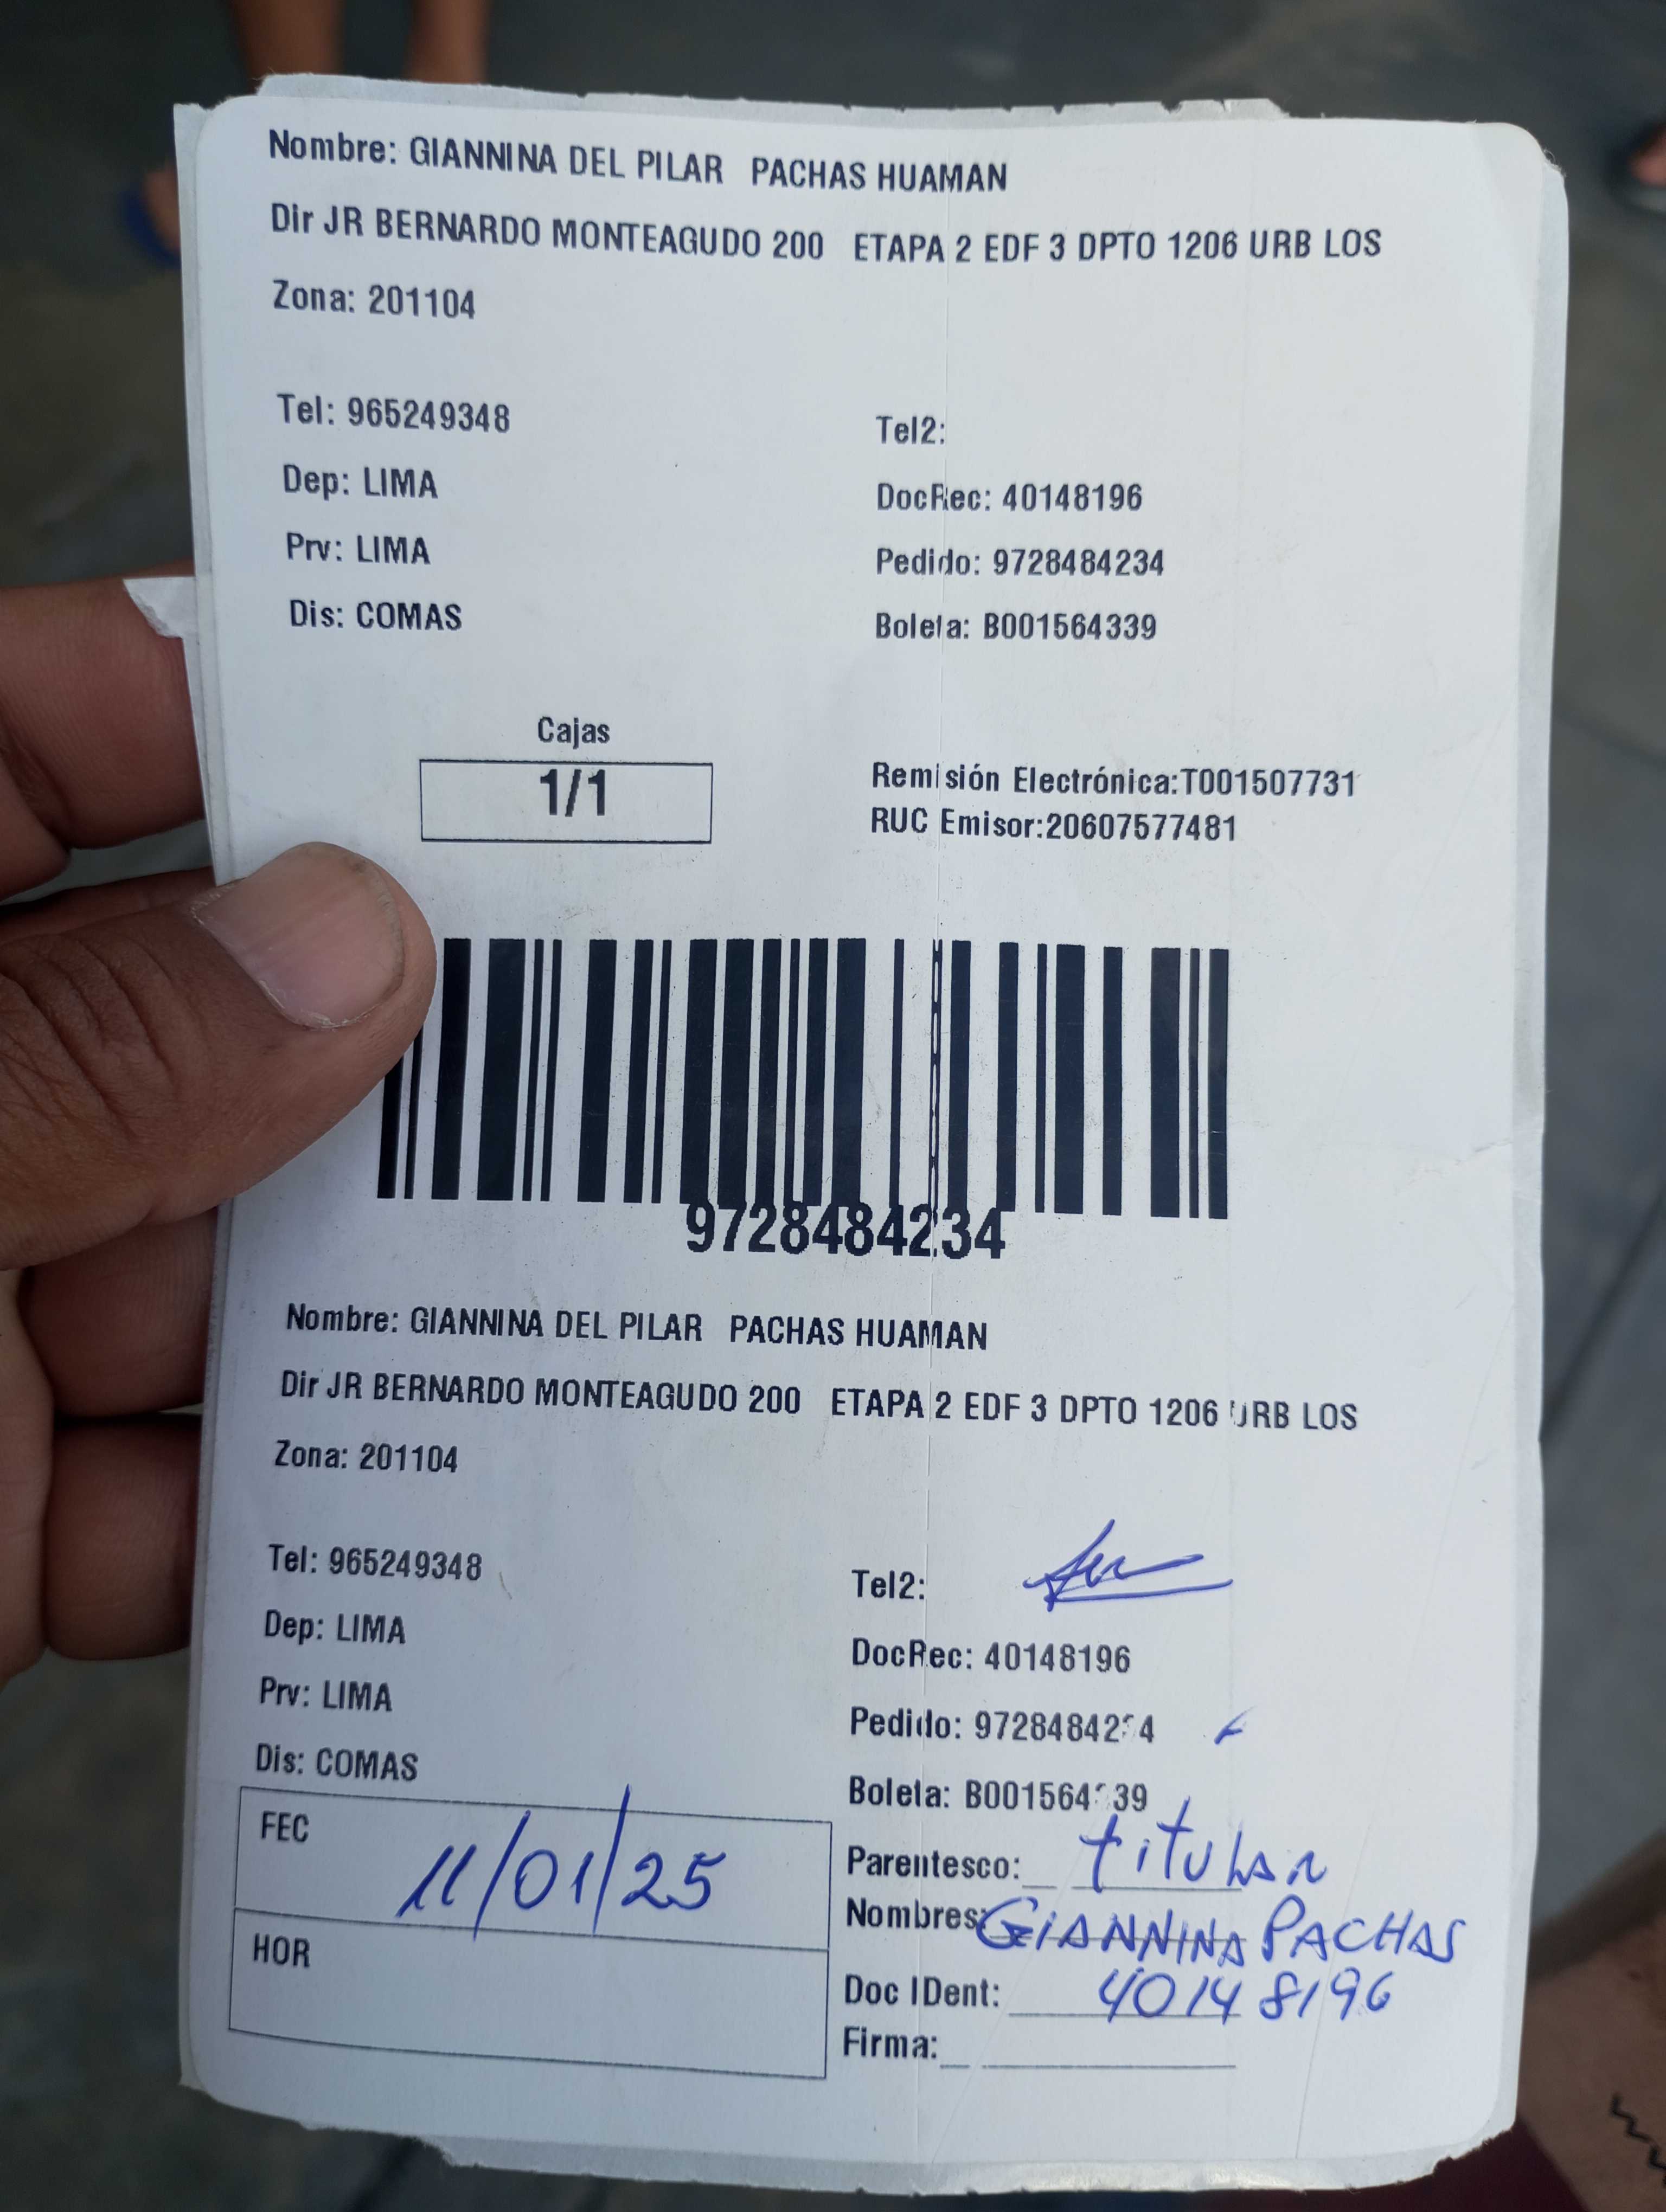 Nombre: GIANNINA DEL PILAR PACHAS HUAMAN
Dir JR BERNARDO MONTEAGUDO 200 ETAPA 2 EDF 3 DPTO 1206 URB LOS
Zona: 201104
Tel: 965249348
Tel2:
Dep: LIMA
DocRec: 40148196
Prv: LIMA
Pedido: 9728484234
Dis: COMAS
Boleta: B001564339
Cajas
1/1
Remisión Electrónica:T001507731
RUC Emisor:20607577481
9728484234
Nombre: GIANNINA DEL PILAR PACHAS HUAMAN
Dir JR BERNARDO MONTEAGUDO 200 ETAPA 2 EDF 3 DPTO 1206 URB LOS
Zona: 201104
Tel: 965249348
Tel2:
Dep: LIMA
DocRec: 40148196
Prv: LIMA
Pedido: 9728484234
Dis: COMAS
Boleta: B001564339
FEC 11/01/25
Parentesco: titular
Nombres: GIANNINA PACHAS
HOR
Doc IDent: 40148196
Firma: